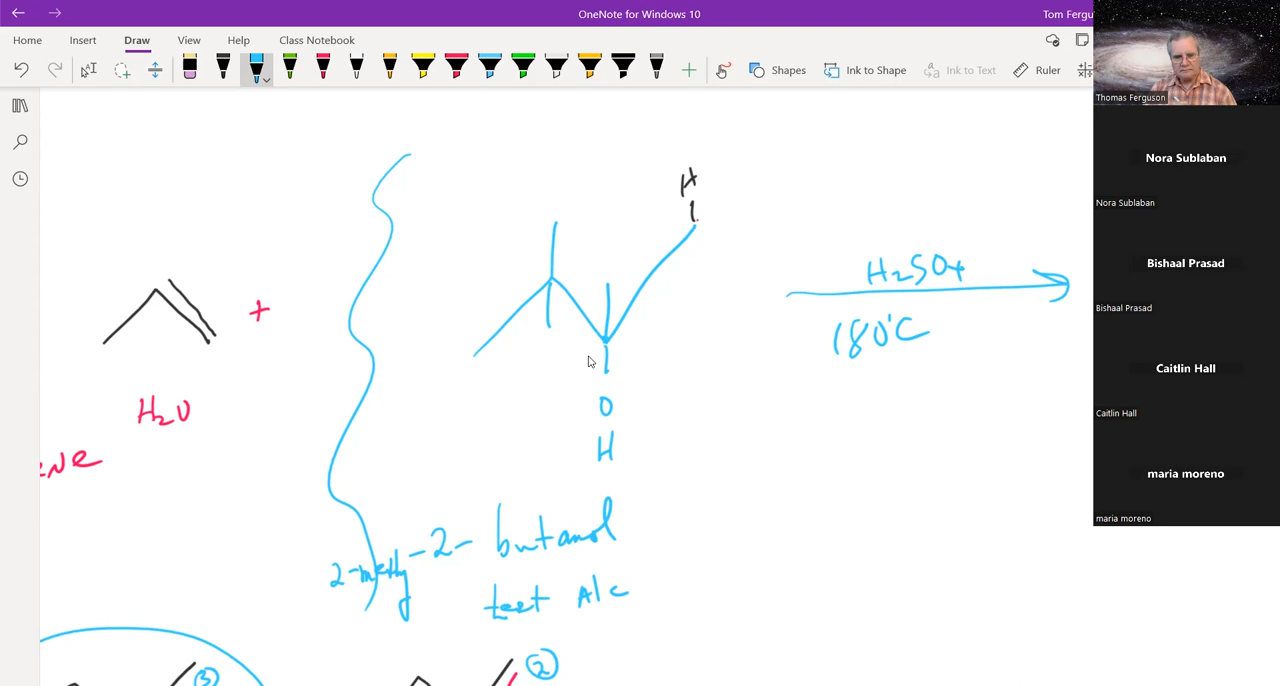 OneNote for Windows 10
Tom Fergu
Home Insert Draw View Help Class Notebook
Shapes Ink to Shape Ink to Text Ruler
Thomas Ferguson
Nora Sublaban
Nora Sublaban
Bishaal Prasad
Bishaal Prasad
Caitlin Hall
Caitlin Hall
maria moreno
maria moreno
H
H₂SO₄
180°C
+
H₂O
ene
O
H
2-methy-2-butanol
tert Alc
③
②